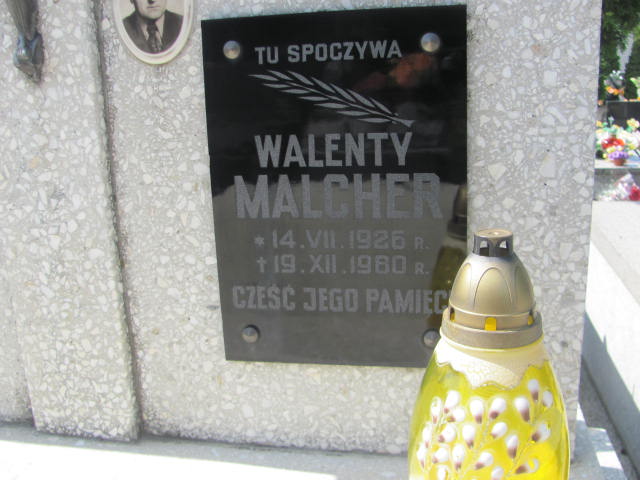 TU SPOCZYWA
WALENTY
MALCHER
* 14.VII.1926 R.
† 19.XII.1980 R.
CZEŚĆ JEGO PAMIĘCI